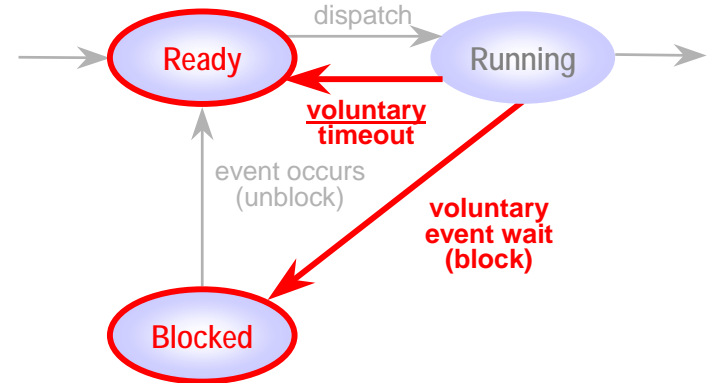 dispatch
Ready
Running
voluntary
timeout
event occurs
(unblock)
voluntary
event wait
(block)
Blocked